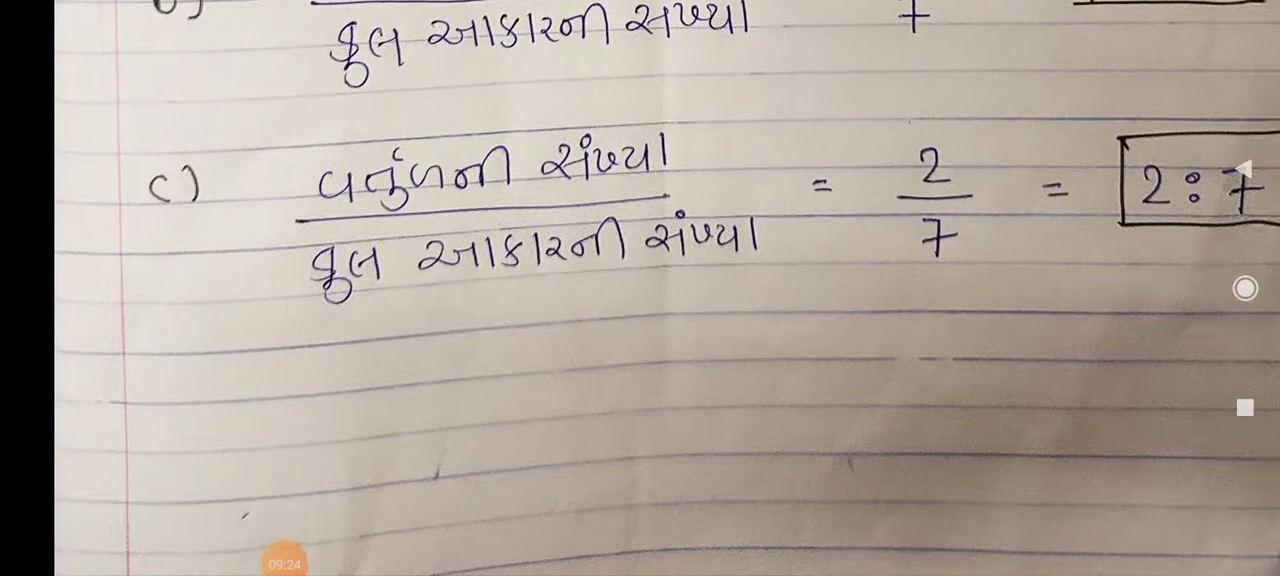 કુલ આકારની સંખ્યા 7
c) વર્તુળની સંખ્યા = 2 = 2 : 7
કુલ આકારની સંખ્યા 7
09:24